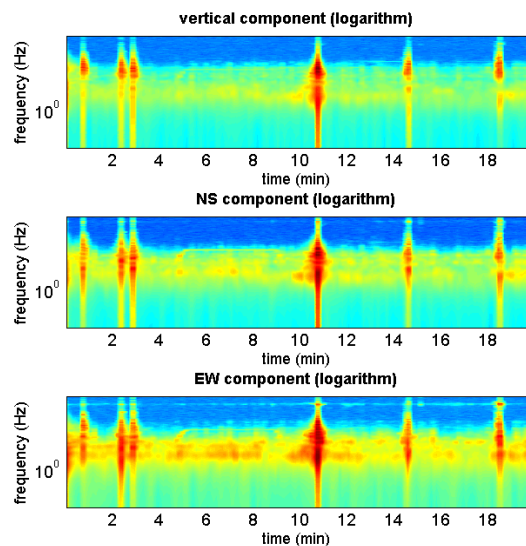 vertical component (logarithm)
frequency (Hz)
10^0
2 4 6 8 10 12 14 16 18
time (min)
NS component (logarithm)
frequency (Hz)
10^0
2 4 6 8 10 12 14 16 18
time (min)
EW component (logarithm)
frequency (Hz)
10^0
2 4 6 8 10 12 14 16 18
time (min)